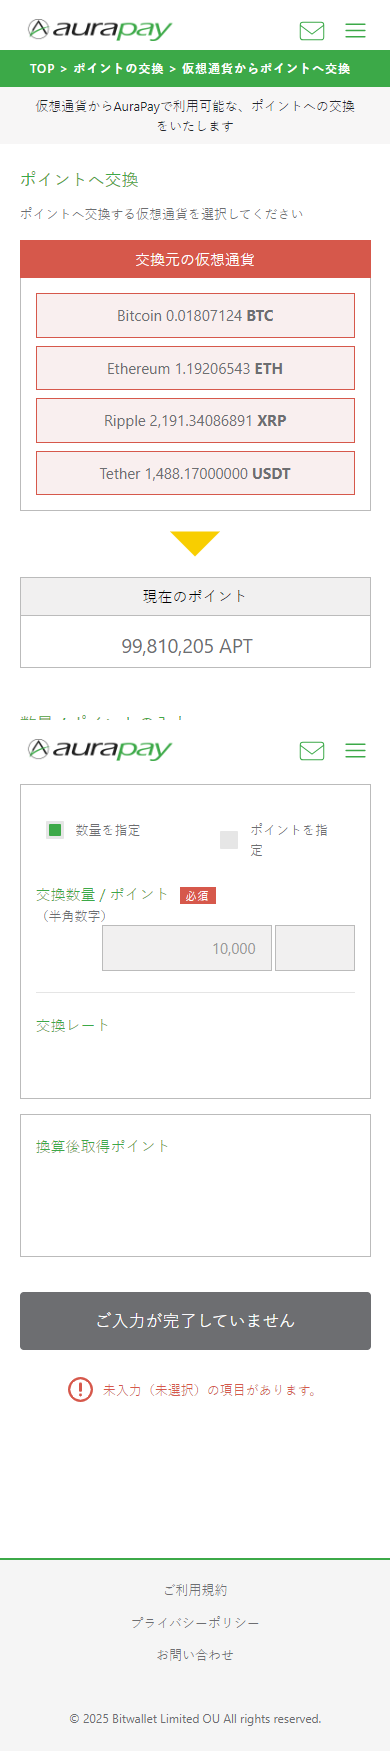 aurapay
TOP > ポイントの交換 > 仮想通貨からポイントへ交換
仮想通貨からAuraPayで利用可能な、ポイントへの交換
をいたします
ポイントへ交換
ポイントへ交換する仮想通貨を選択してください
交換元の仮想通貨
Bitcoin 0.01807124 BTC
Ethereum 1.19206543 ETH
Ripple 2,191.34086891 XRP
Tether 1,488.17000000 USDT
現在のポイント
99,810,205 APT
数量 / ポイントの入力
aurapay
数量を指定
ポイントを指
定
交換数量 / ポイント 必須
（半角数字）
10,000
交換レート
換算後取得ポイント
ご入力が完了していません
未入力（未選択）の項目があります。
ご利用規約
プライバシーポリシー
お問い合わせ
© 2025 Bitwallet Limited OU All rights reserved.